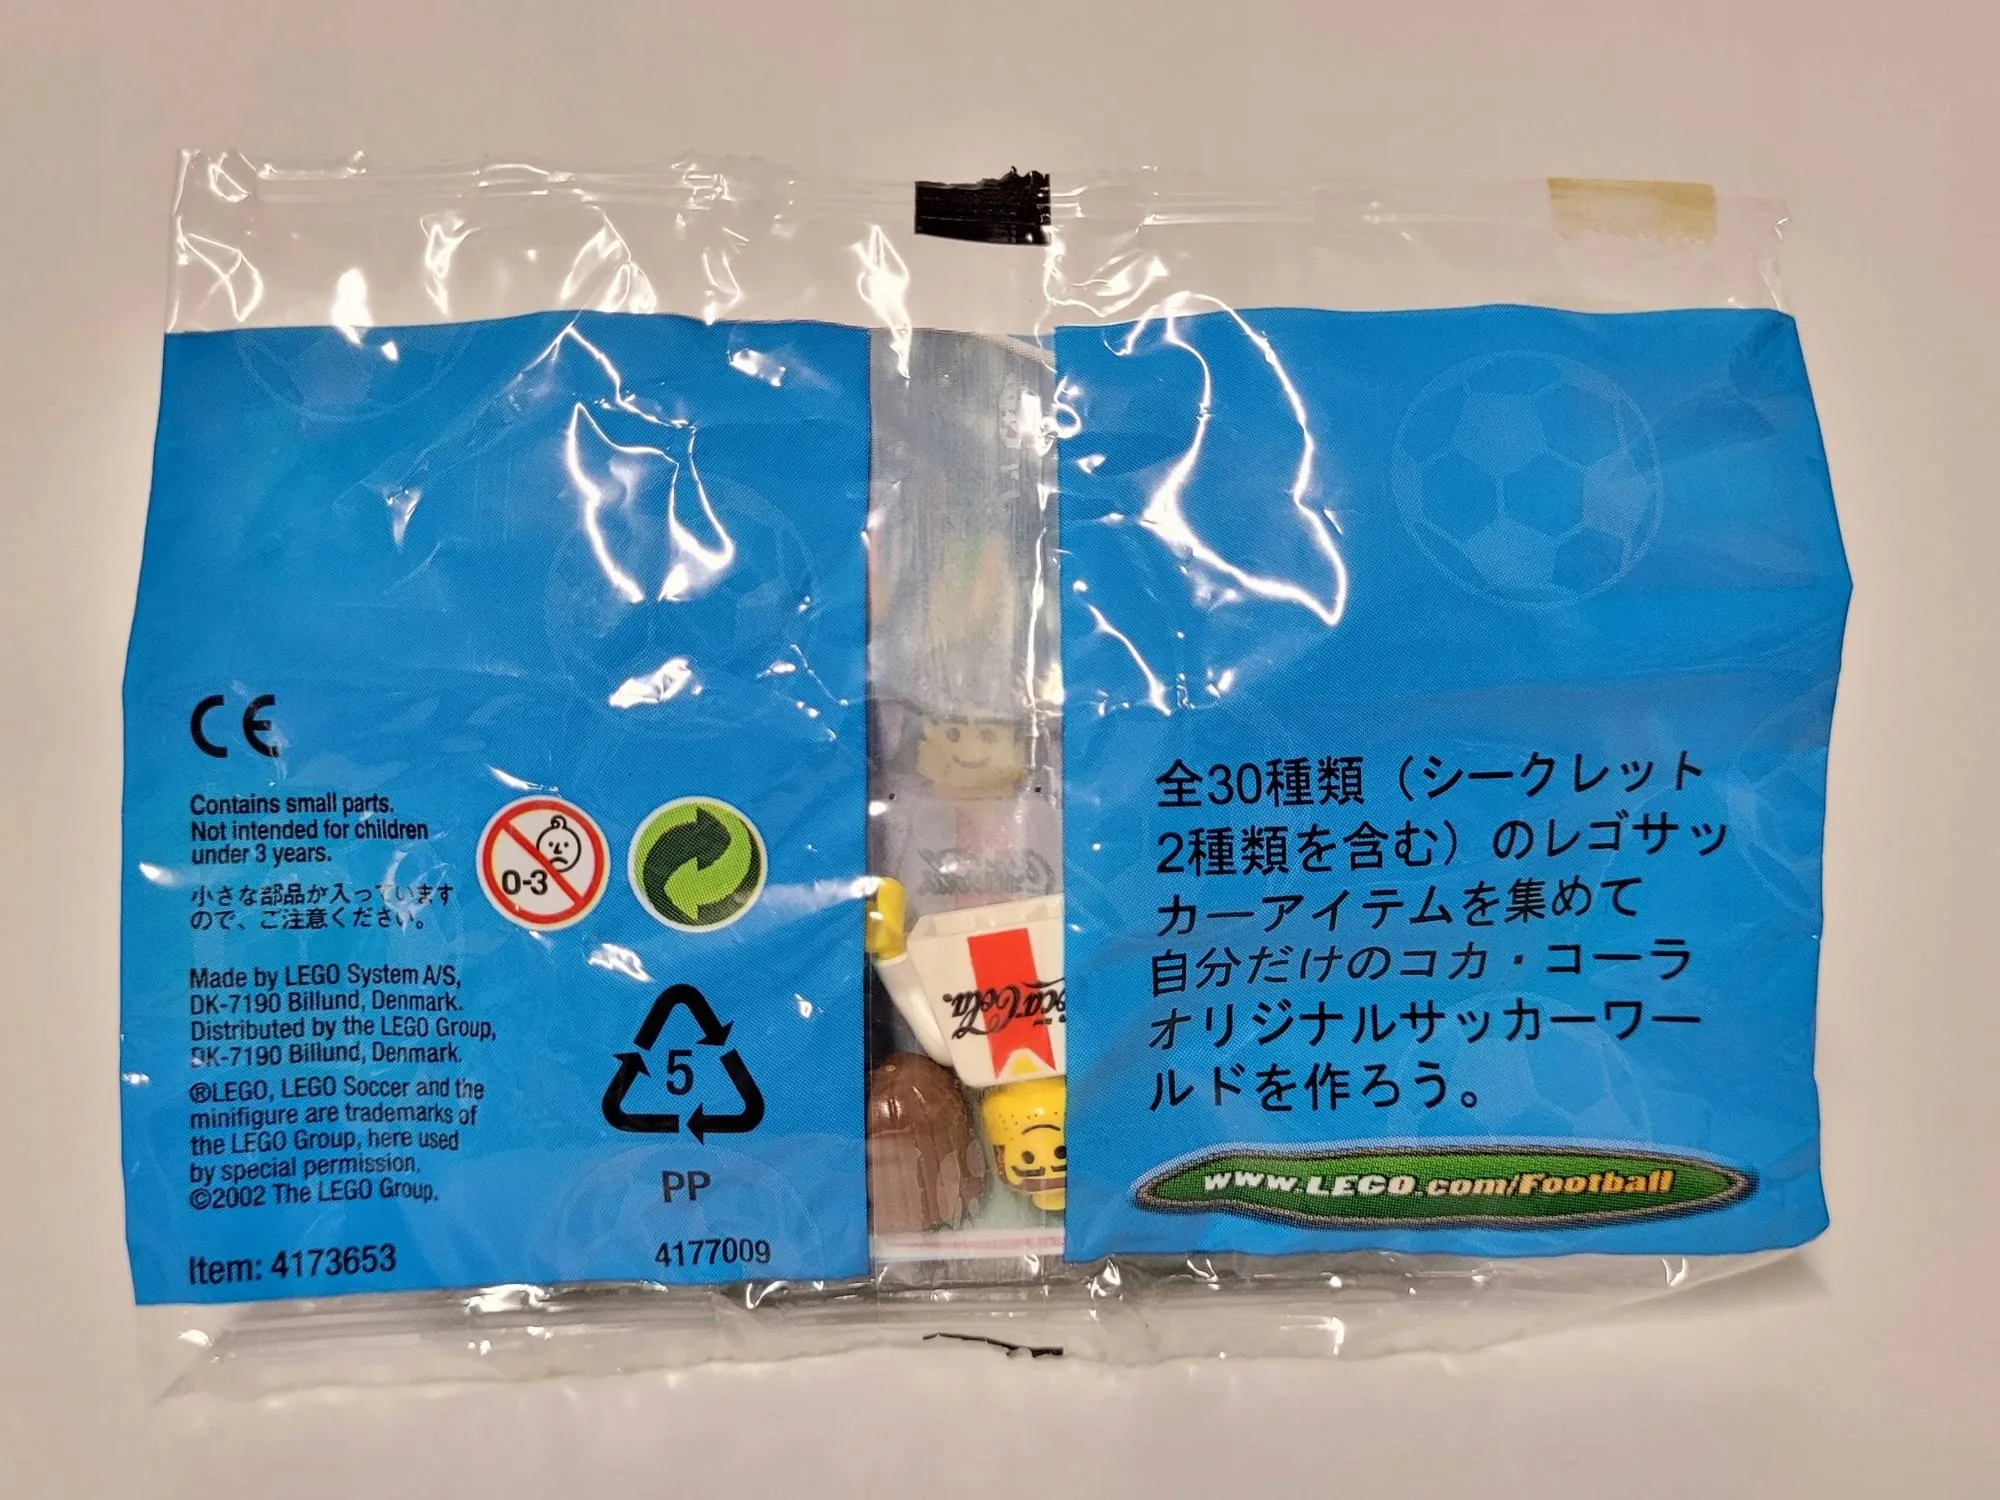 CE
Contains small parts.
Not intended for children
under 3 years.
小さな部品が入っています
ので、ご注意ください。
0-3
Made by LEGO System A/S,
DK-7190 Billund, Denmark.
Distributed by the LEGO Group,
DK-7190 Billund, Denmark.
®LEGO, LEGO Soccer and the
minifigure are trademarks of
the LEGO Group, here used
by special permission.
©2002 The LEGO Group.
Item: 4173653
5
PP
4177009
Coca-Cola
全30種類（シークレット
2種類を含む）のレゴサッ
カーアイテムを集めて
自分だけのコカ・コーラ
オリジナルサッカーワー
ルドを作ろう。
www.LEGO.com/Football